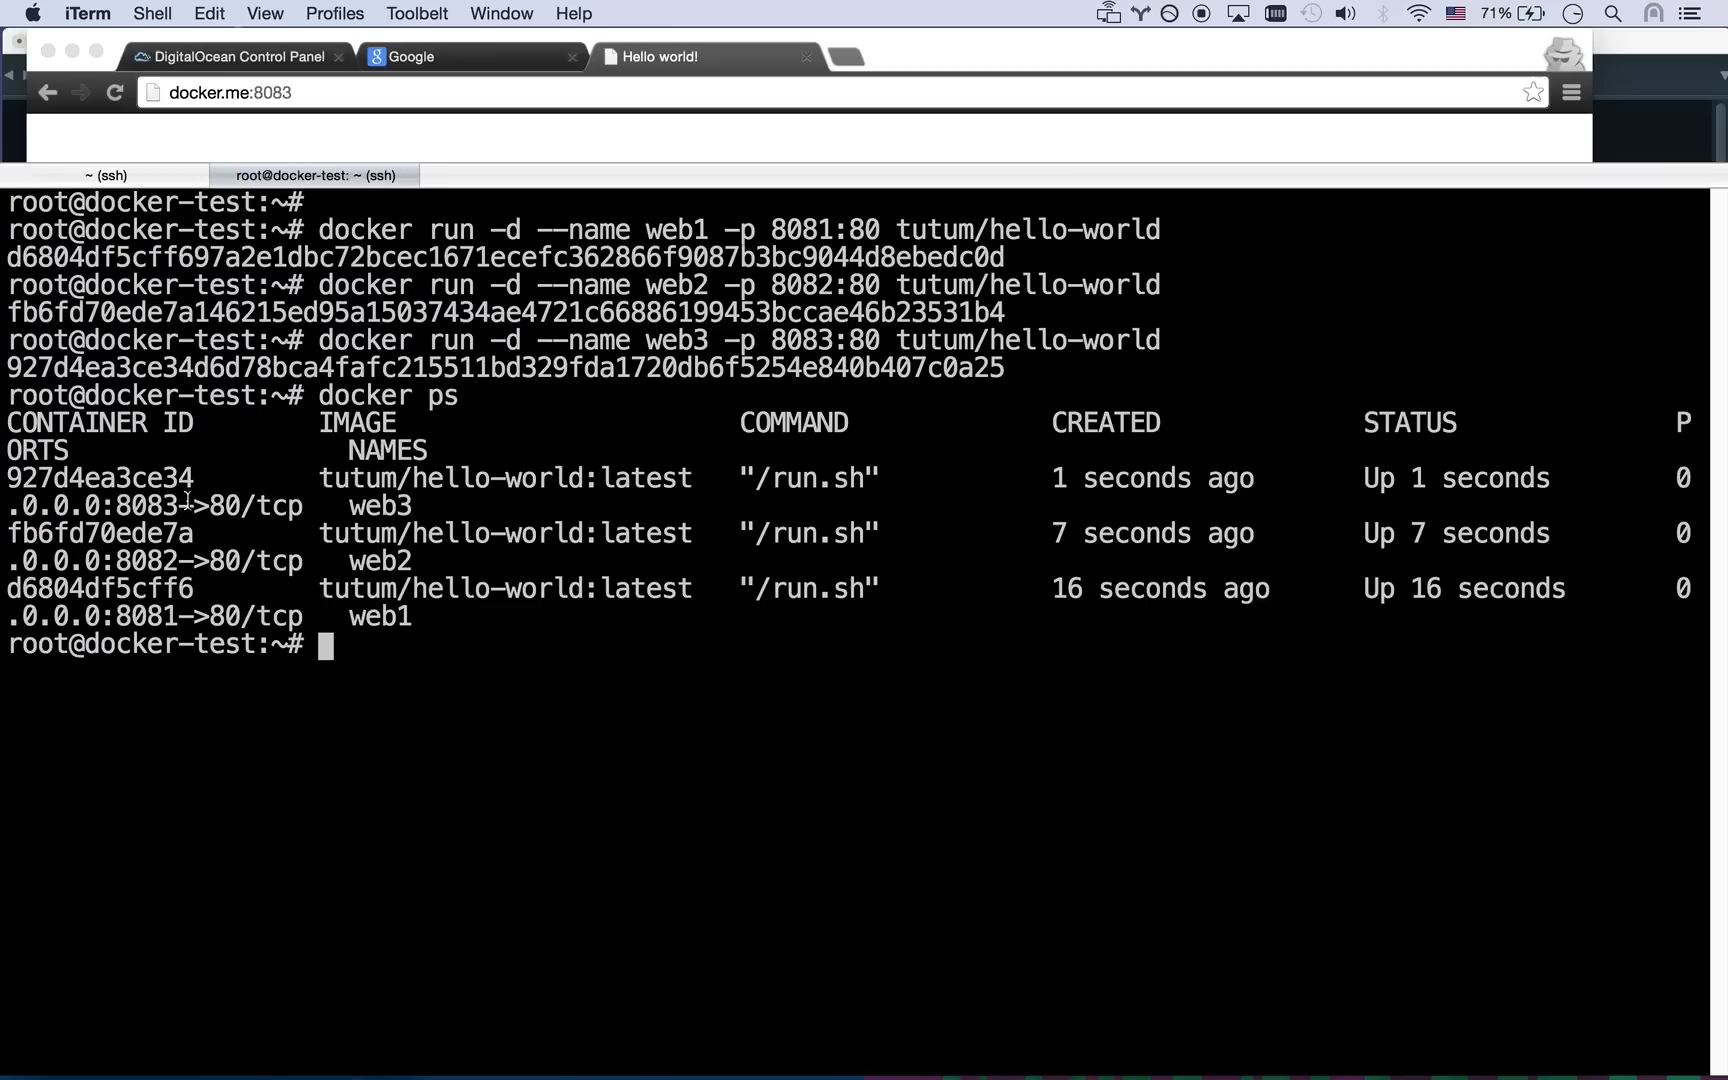 iTerm Shell Edit View Profiles Toolbelt Window Help 71%
DigitalOcean Control Panel Google Hello world!
docker.me:8083
~ (ssh) root@docker-test: ~ (ssh)
root@docker-test:~#
root@docker-test:~# docker run -d --name web1 -p 8081:80 tutum/hello-world
d6804df5cff697a2e1dbc72bcec1671ecefc362866f9087b3bc9044d8ebedc0d
root@docker-test:~# docker run -d --name web2 -p 8082:80 tutum/hello-world
fb6fd70ede7a146215ed95a15037434ae4721c66886199453bccae46b23531b4
root@docker-test:~# docker run -d --name web3 -p 8083:80 tutum/hello-world
927d4ea3ce34d6d78bca4fafc215511bd329fda1720db6f5254e840b407c0a25
root@docker-test:~# docker ps
CONTAINER ID IMAGE COMMAND CREATED STATUS P
ORTS NAMES
927d4ea3ce34 tutum/hello-world:latest "/run.sh" 1 seconds ago Up 1 seconds 0
.0.0.0:8083->80/tcp web3
fb6fd70ede7a tutum/hello-world:latest "/run.sh" 7 seconds ago Up 7 seconds 0
.0.0.0:8082->80/tcp web2
d6804df5cff6 tutum/hello-world:latest "/run.sh" 16 seconds ago Up 16 seconds 0
.0.0.0:8081->80/tcp web1
root@docker-test:~#